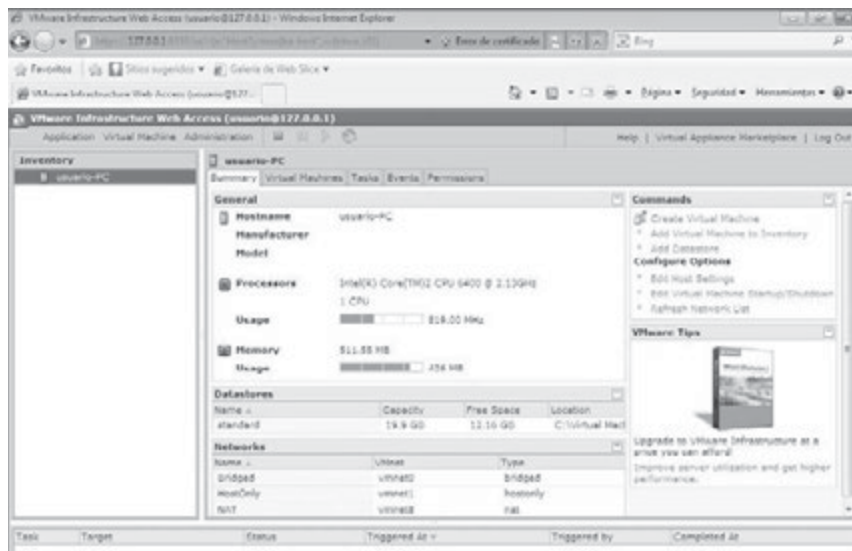 VMware Infrastructure Web Access (usuario@127.0.0.1) - Windows Internet Explorer
127.0.0.1
Error de certificado
Bing
Favoritos Sitios sugeridos Galería de Web Slice
VMware Infrastructure Web Access (usuario@127...
Página Seguridad Herramientas
VMware Infrastructure Web Access (usuario@127.0.0.1)
Application Virtual Machine Administration
Help | Virtual Appliance Marketplace | Log Out
Inventory
usuario-PC
usuario-PC
Summary Virtual Machines Tasks Events Permissions
General
Hostname usuario-PC
Manufacturer
Model
Processors Intel(R) Core(TM)2 CPU 6400 @ 2.13GHz
1 CPU
Usage 819.00 MHz
Memory 511.55 MB
Usage 436 MB
Datastores
Name Capacity Free Space Location
standard 19.9 GB 12.16 GB C:\Virtual Mach
Networks
Name VMnet Type
Bridged vmnet0 bridged
HostOnly vmnet1 hostonly
NAT vmnet8 nat
Commands
Create Virtual Machine
Add Virtual Machine to Inventory
Add Datastore
Configure Options
Edit Host Settings
Edit Virtual Machine Startup/Shutdown
Refresh Network List
VMware Tips
Upgrade to VMware Infrastructure at a
price you can afford!
Improve server utilization and get higher
performance.
Task Target Status Triggered At Triggered by Completed At